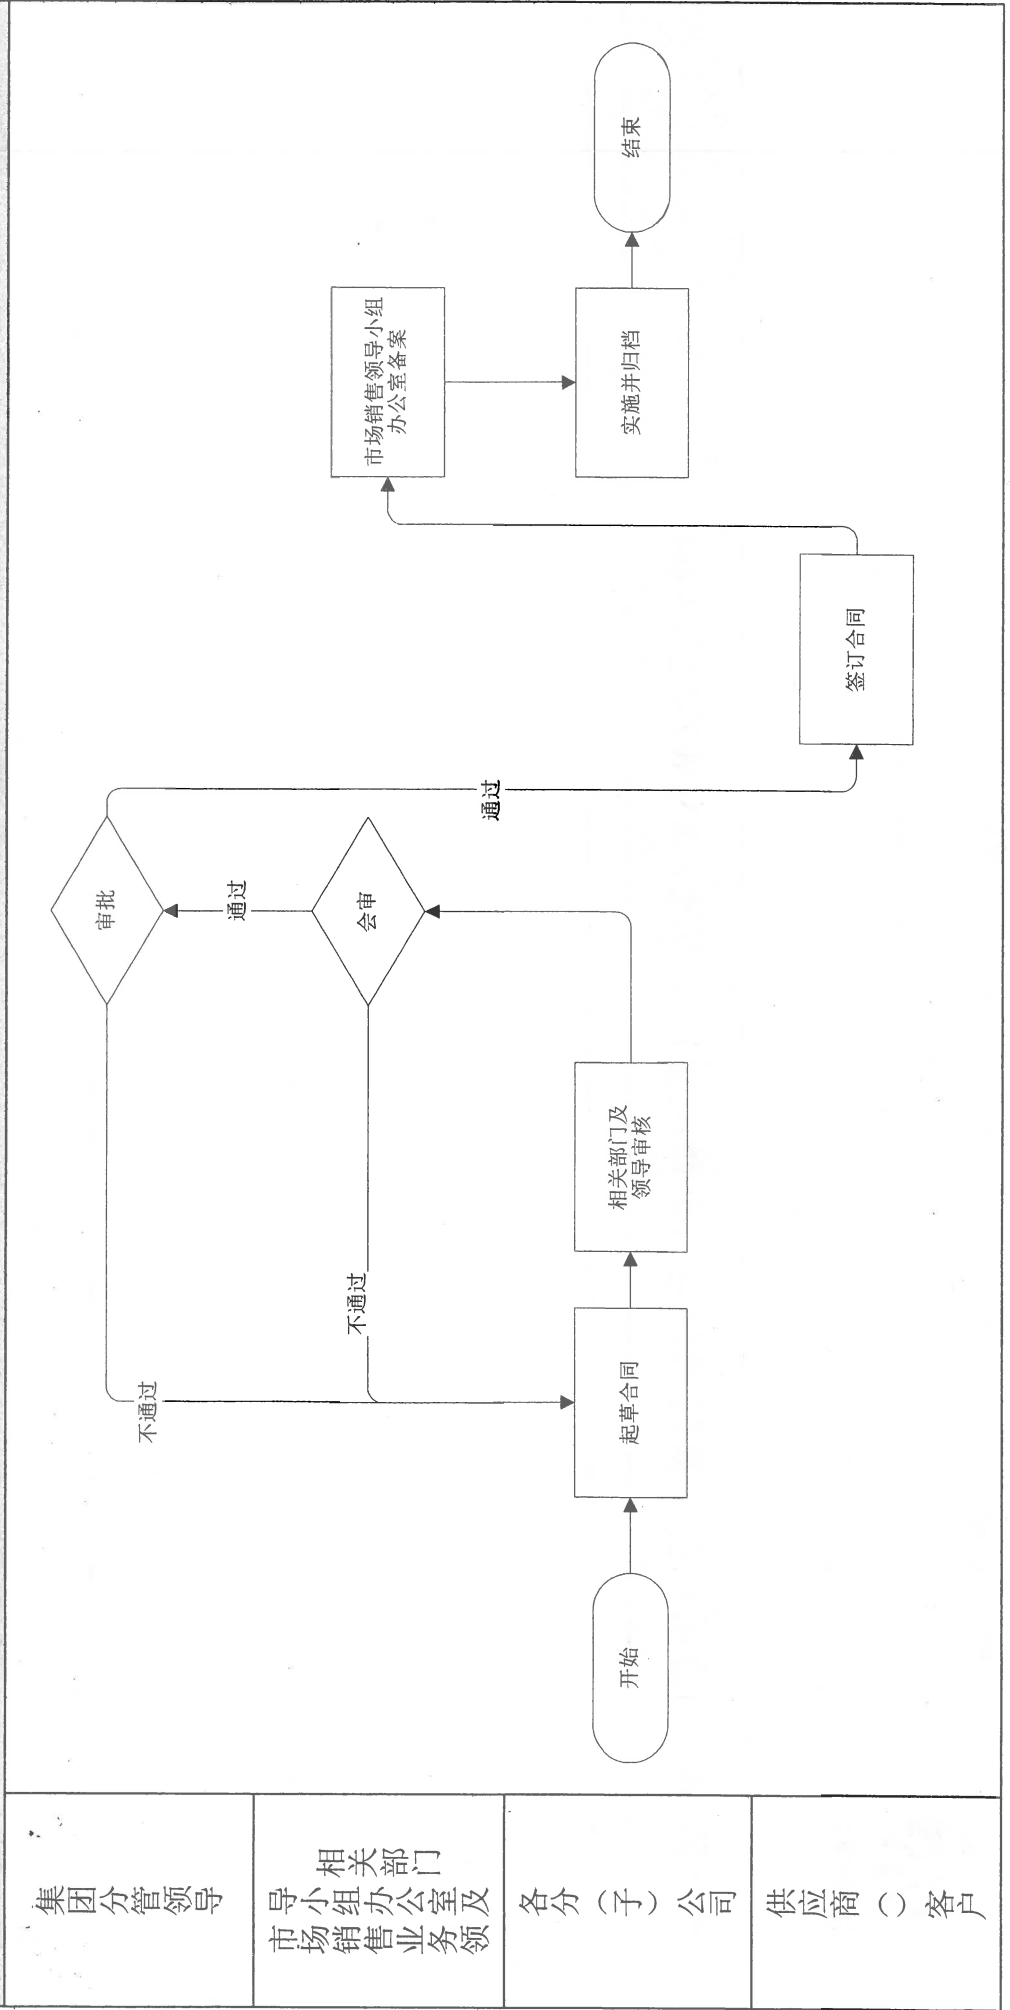 集团分管领导
审批
不通过
通过
市场销售业务领
导小组办公室及
相关部门
不通过
会审
通过
市场销售领导小组
办公室备案
各分（子）公司
开始
起草合同
相关部门及
领导审核
实施并归档
结束
供应商（）客户
签订合同